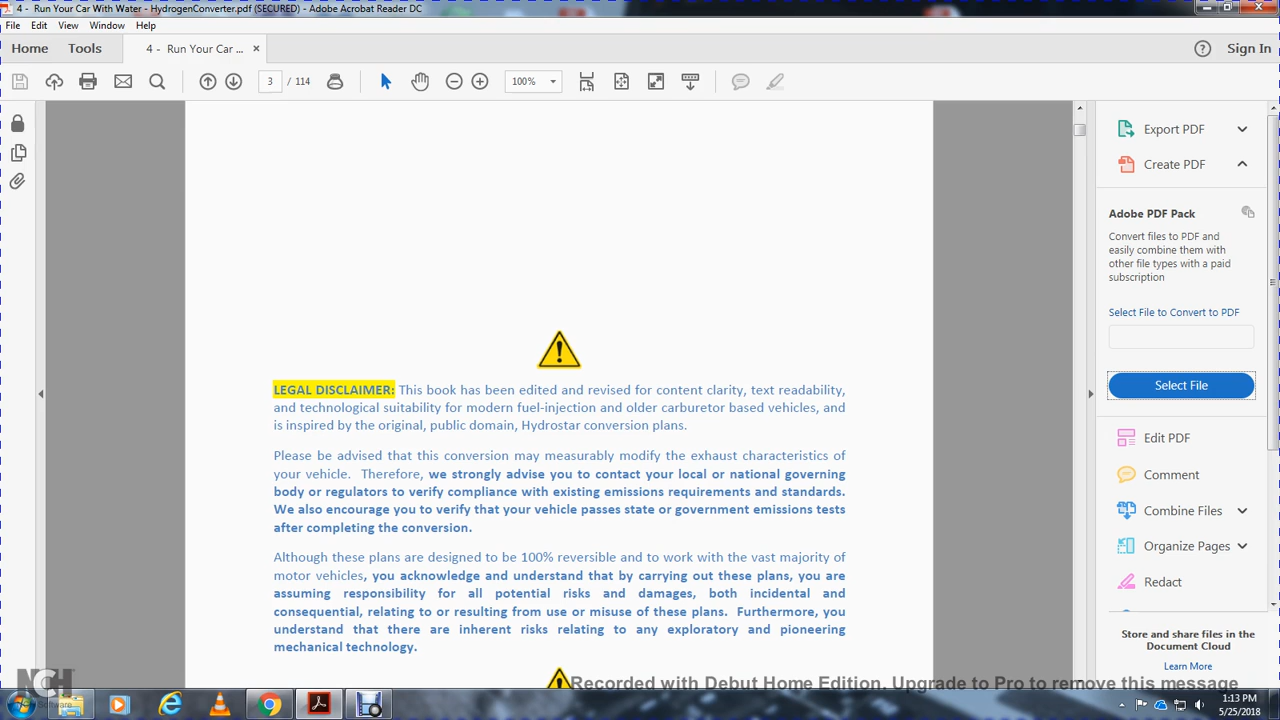 4 - Run Your Car With Water - HydrogenConverter.pdf (SECURED) - Adobe Acrobat Reader DC
File Edit View Window Help
Home Tools 4 - Run Your Car ... × Sign In
3 / 114 100%
Export PDF
Create PDF
Adobe PDF Pack
Convert files to PDF and
easily combine them with
other file types with a paid
subscription
Select File to Convert to PDF
Select File
Edit PDF
Comment
Combine Files
Organize Pages
Redact
Store and share files in the
Document Cloud
Learn More
LEGAL DISCLAIMER: This book has been edited and revised for content clarity, text readability,
and technological suitability for modern fuel-injection and older carburetor based vehicles, and
is inspired by the original, public domain, Hydrostar conversion plans.
Please be advised that this conversion may measurably modify the exhaust characteristics of
your vehicle. Therefore, we strongly advise you to contact your local or national governing
body or regulators to verify compliance with existing emissions requirements and standards.
We also encourage you to verify that your vehicle passes state or government emissions tests
after completing the conversion.
Although these plans are designed to be 100% reversible and to work with the vast majority of
motor vehicles, you acknowledge and understand that by carrying out these plans, you are
assuming responsibility for all potential risks and damages, both incidental and
consequential, relating to or resulting from use or misuse of these plans. Furthermore, you
understand that there are inherent risks relating to any exploratory and pioneering
mechanical technology.
NCH Software
Recorded with Debut Home Edition. Upgrade to Pro to remove this message
1:13 PM
5/25/2018